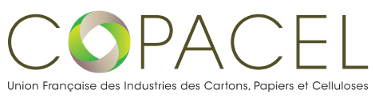 COPACEL
Union Française des Industries des Cartons, Papiers et Celluloses